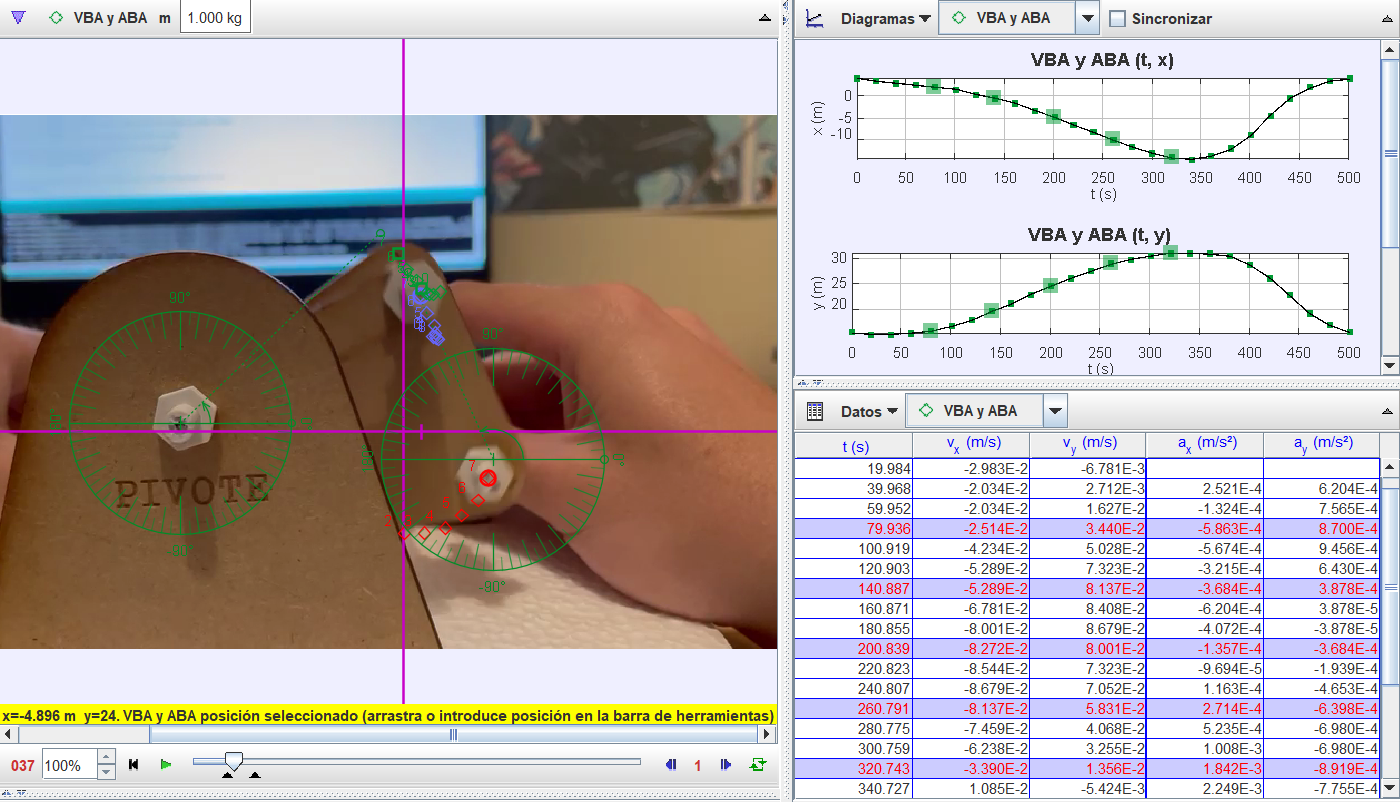 VBA y ABA m 1.000 kg
90°
90°
PIVOTE
-90°
x=-4.896 m y=24. VBA y ABA posición seleccionado (arrastra o introduce posición en la barra de herramientas)
037 100% 1
Diagramas VBA y ABA Sincronizar
VBA y ABA (t, x)
x (m)
0
-5
-10
0 50 100 150 200 250 300 350 400 450 500
t (s)
VBA y ABA (t, y)
y (m)
30
25
20
0 50 100 150 200 250 300 350 400 450 500
t (s)
Datos VBA y ABA
t (s) vx (m/s) vy (m/s) ax (m/s²) ay (m/s²)
19.984 -2.983E-2 -6.781E-3
39.968 -2.034E-2 2.712E-3 2.521E-4 6.204E-4
59.952 -2.034E-2 1.627E-2 -1.324E-4 7.565E-4
79.936 -2.514E-2 3.440E-2 -5.863E-4 8.700E-4
100.919 -4.234E-2 5.028E-2 -5.674E-4 9.456E-4
120.903 -5.289E-2 7.323E-2 -3.215E-4 6.430E-4
140.887 -5.289E-2 8.137E-2 -3.684E-4 3.878E-4
160.871 -6.781E-2 8.408E-2 -6.204E-4 3.878E-5
180.855 -8.001E-2 8.679E-2 -4.072E-4 -3.878E-5
200.839 -8.272E-2 8.001E-2 -1.357E-4 -3.684E-4
220.823 -8.544E-2 7.323E-2 -9.694E-5 -1.939E-4
240.807 -8.679E-2 7.052E-2 1.163E-4 -4.653E-4
260.791 -8.137E-2 5.831E-2 2.714E-4 -6.398E-4
280.775 -7.459E-2 4.068E-2 5.235E-4 -6.980E-4
300.759 -6.238E-2 3.255E-2 1.008E-3 -6.980E-4
320.743 -3.390E-2 1.356E-2 1.842E-3 -8.919E-4
340.727 1.085E-2 -5.424E-3 2.249E-3 -7.755E-4